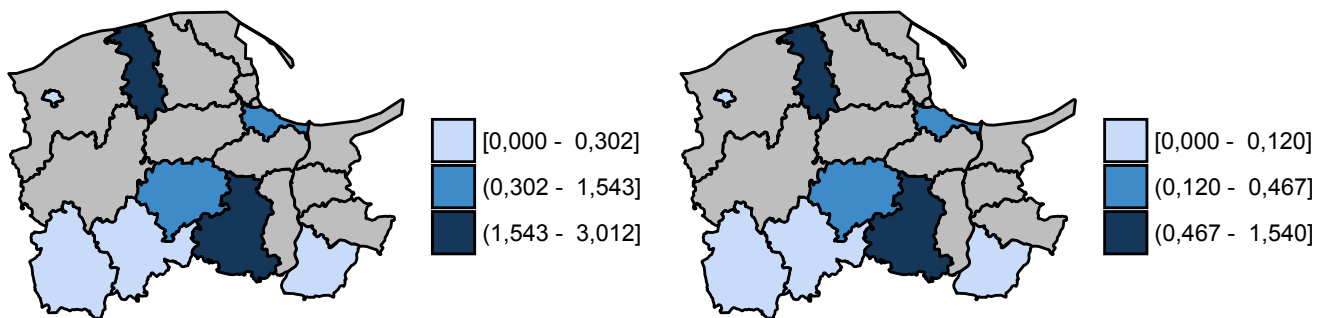 [0,000 - 0,302]
(0,302 - 1,543]
(1,543 - 3,012]
[0,000 - 0,120]
(0,120 - 0,467]
(0,467 - 1,540]